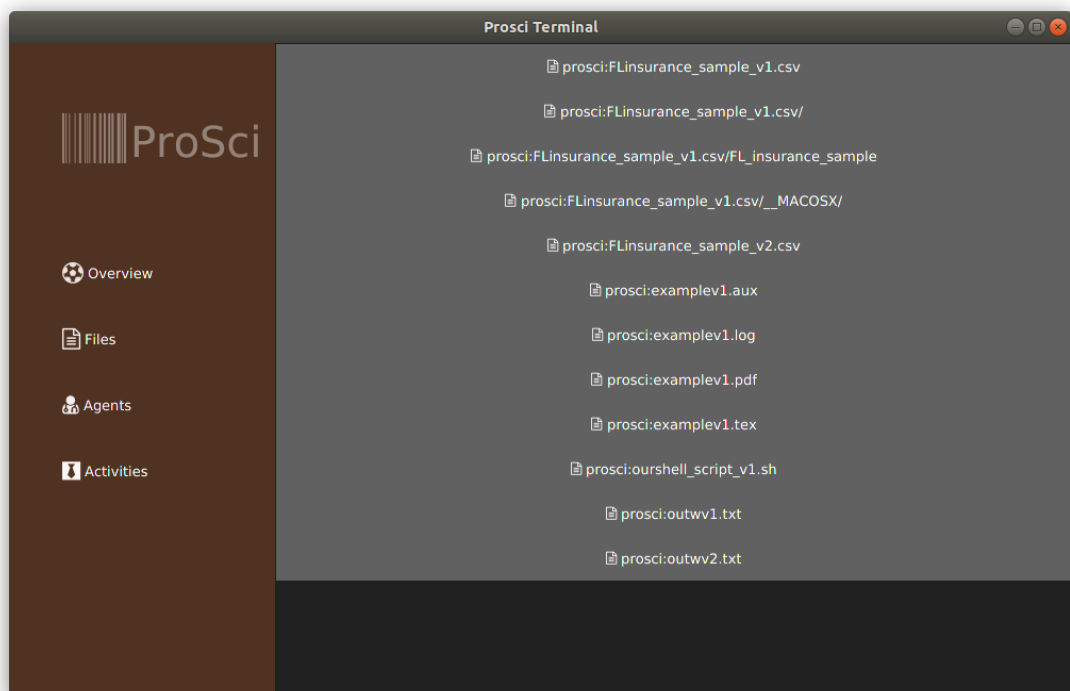 Prosci Terminal
ProSci
Overview
Files
Agents
Activities
prosci:FLinsurance_sample_v1.csv
prosci:FLinsurance_sample_v1.csv/
prosci:FLinsurance_sample_v1.csv/FL_insurance_sample
prosci:FLinsurance_sample_v1.csv/__MACOSX/
prosci:FLinsurance_sample_v2.csv
prosci:examplev1.aux
prosci:examplev1.log
prosci:examplev1.pdf
prosci:examplev1.tex
prosci:ourshell_script_v1.sh
prosci:outwv1.txt
prosci:outwv2.txt